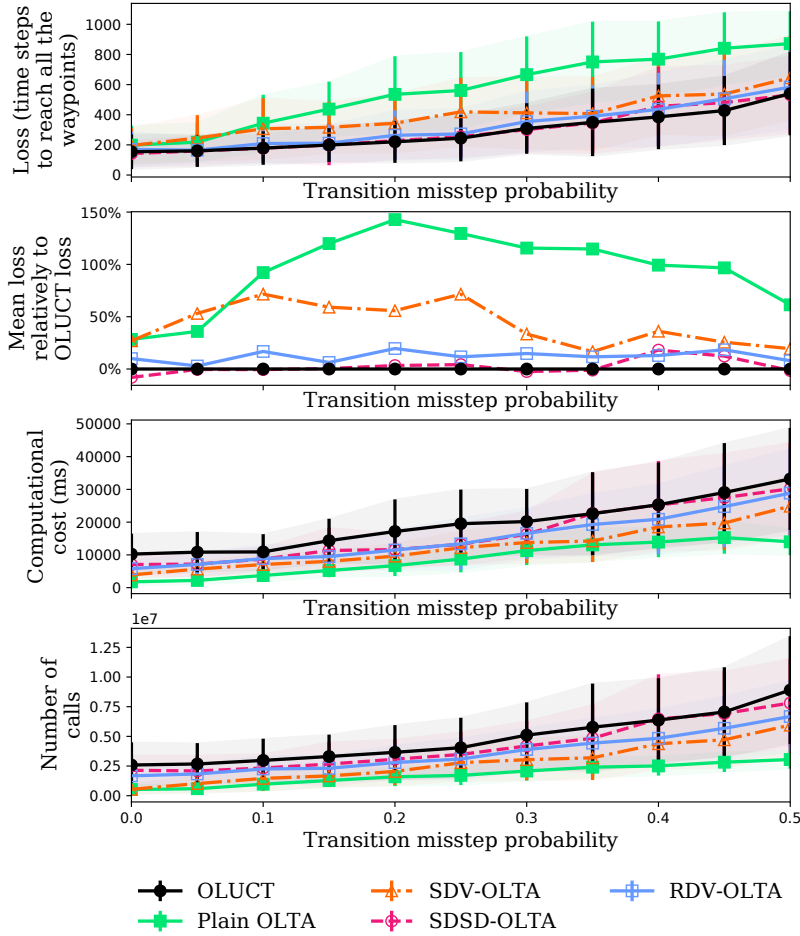 Loss (time steps
to reach all the
waypoints)
1000
800
600
400
200
0
Transition misstep probability
Mean loss
relatively to
OLUCT loss
150%
100%
50%
0%
Transition misstep probability
Computational
cost (ms)
50000
40000
30000
20000
10000
0
Transition misstep probability
1e7
Number of
calls
1.25
1.00
0.75
0.50
0.25
0.00
0.0 0.1 0.2 0.3 0.4 0.5
Transition misstep probability
OLUCT SDV-OLTA RDV-OLTA
Plain OLTA SDSD-OLTA